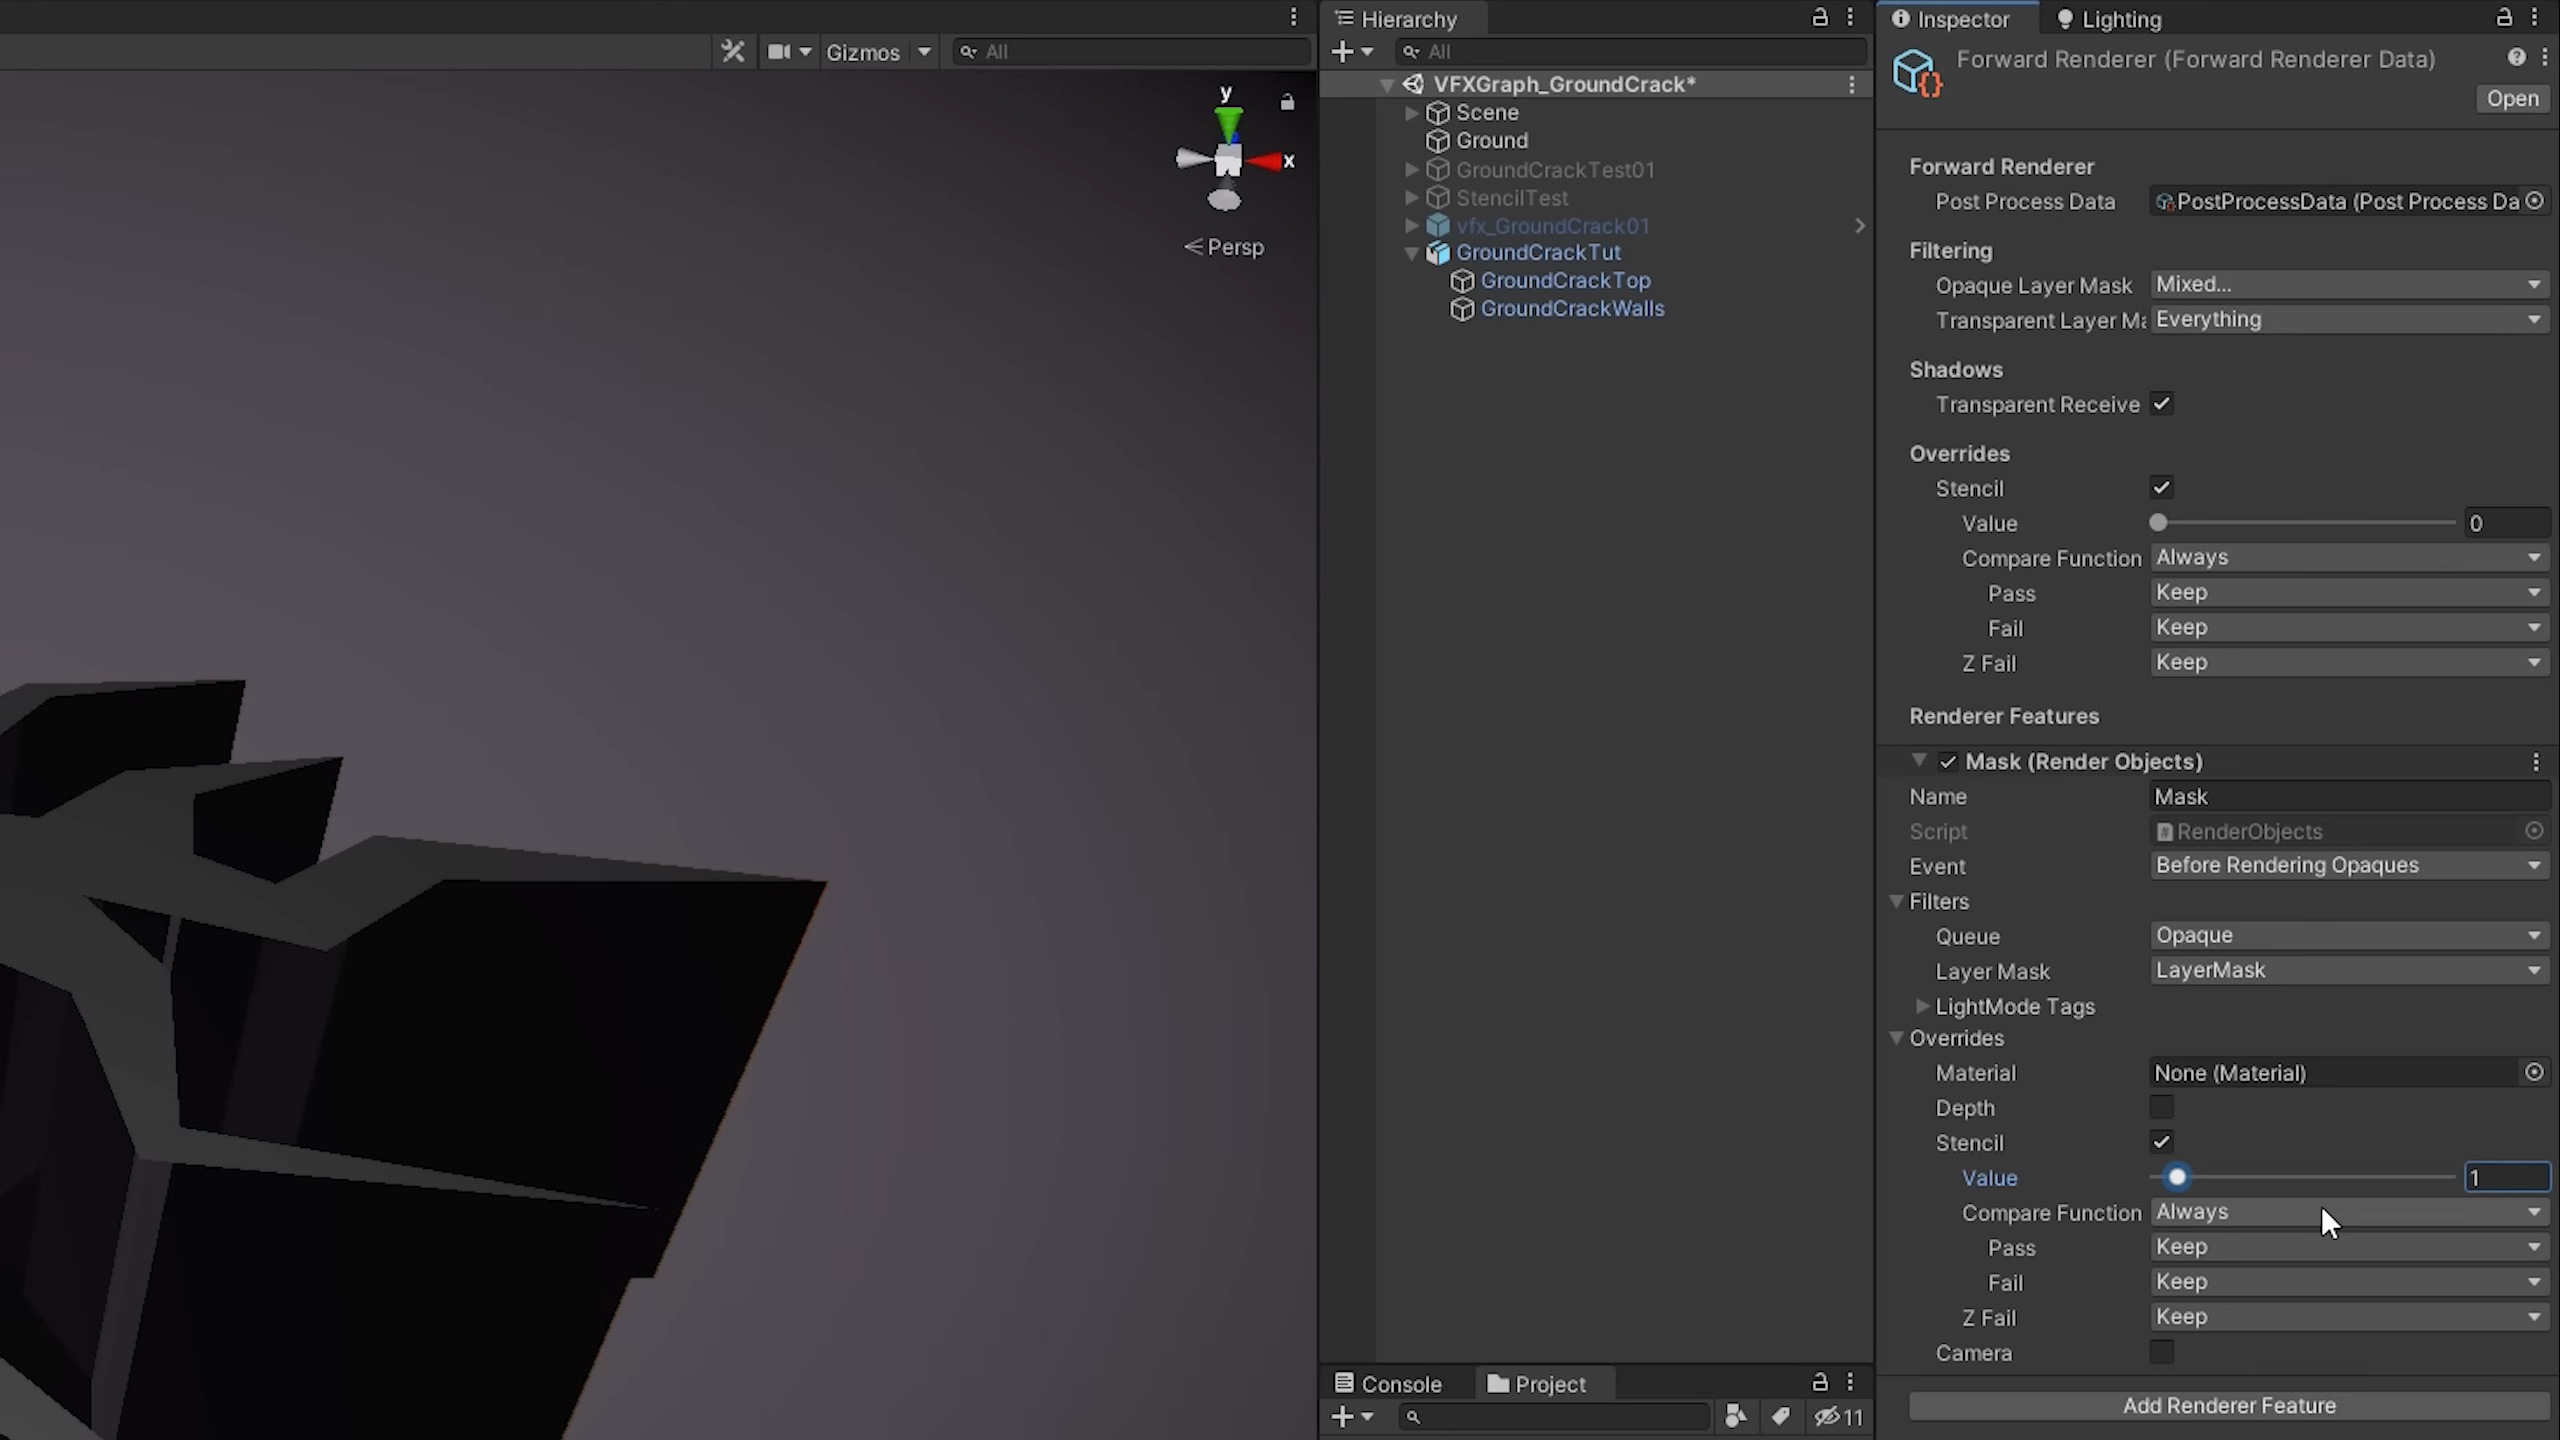 Gizmos
All
y
x
Persp
Hierarchy
All
VFXGraph_GroundCrack*
Scene
Ground
GroundCrackTest01
StencilTest
vfx_GroundCrack01
GroundCrackTut
GroundCrackTop
GroundCrackWalls
Console Project
11
Inspector Lighting
Forward Renderer (Forward Renderer Data)
Open
Forward Renderer
Post Process Data PostProcessData (Post Process Da
Filtering
Opaque Layer Mask Mixed...
Transparent Layer Ma Everything
Shadows
Transparent Receive
Overrides
Stencil
Value 0
Compare Function Always
Pass Keep
Fail Keep
Z Fail Keep
Renderer Features
Mask (Render Objects)
Name Mask
Script RenderObjects
Event Before Rendering Opaques
Filters
Queue Opaque
Layer Mask LayerMask
LightMode Tags
Overrides
Material None (Material)
Depth
Stencil
Value 1
Compare Function Always
Pass Keep
Fail Keep
Z Fail Keep
Camera
Add Renderer Feature